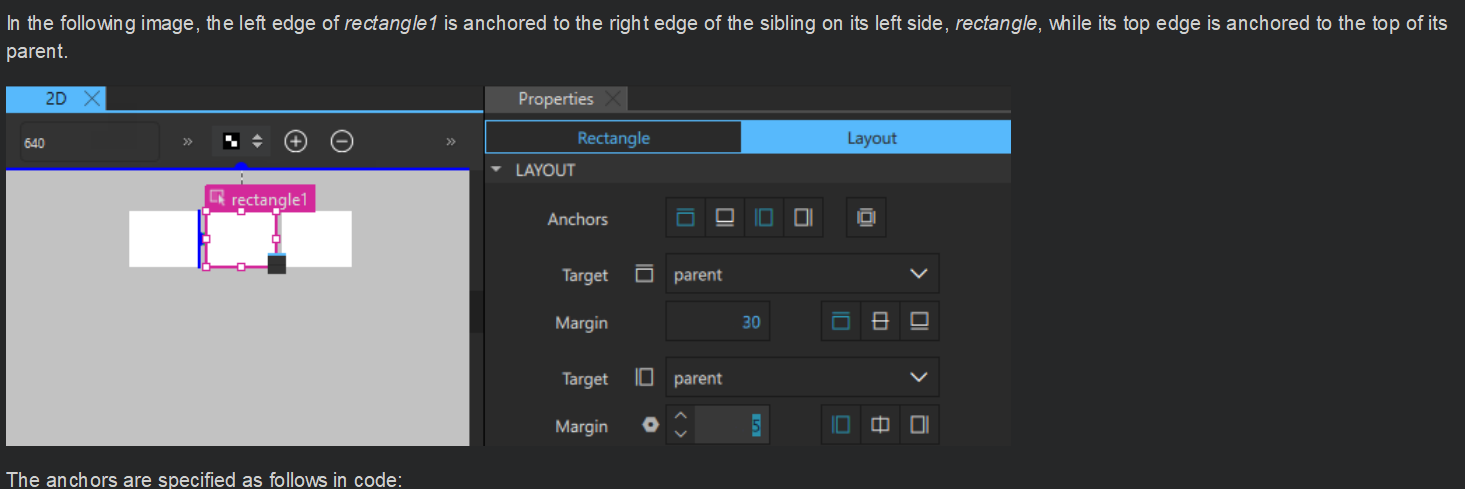 In the following image, the left edge of rectangle1 is anchored to the right edge of the sibling on its left side, rectangle, while its top edge is anchored to the top of its
parent.
2D
Properties
640
»
»
Rectangle
Layout
LAYOUT
rectangle1
Anchors
Target
parent
Margin
30
Target
parent
Margin
5
The anchors are specified as follows in code: